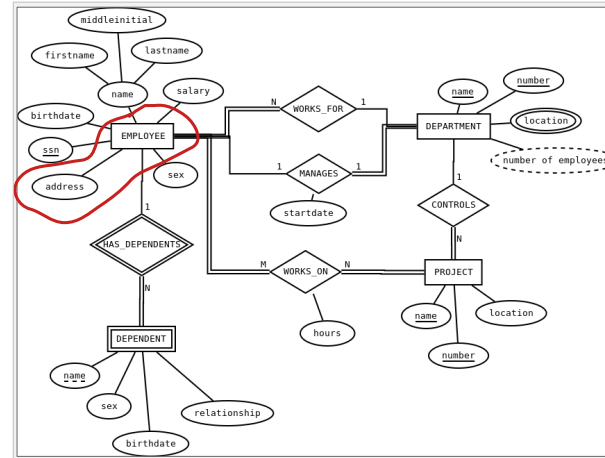 middleinitial
firstname
lastname
name
salary
birthdate
ssn
address
EMPLOYEE
sex
N
WORKS_FOR
1
name
number
DEPARTMENT
location
number of employees
1
MANAGES
1
startdate
1
CONTROLS
N
1
HAS_DEPENDENTS
N
M
WORKS_ON
N
hours
PROJECT
name
number
location
DEPENDENT
name
sex
birthdate
relationship